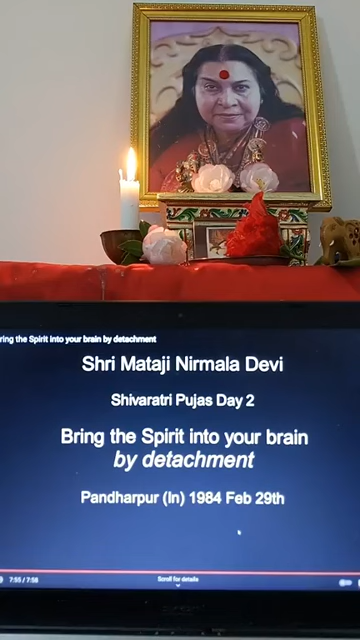 ring the Spirit into your brain by detachment
Shri Mataji Nirmala Devi
Shivaratri Pujas Day 2
Bring the Spirit into your brain
by detachment
Pandharpur (In) 1984 Feb 29th
7:55 / 7:58
Scroll for details